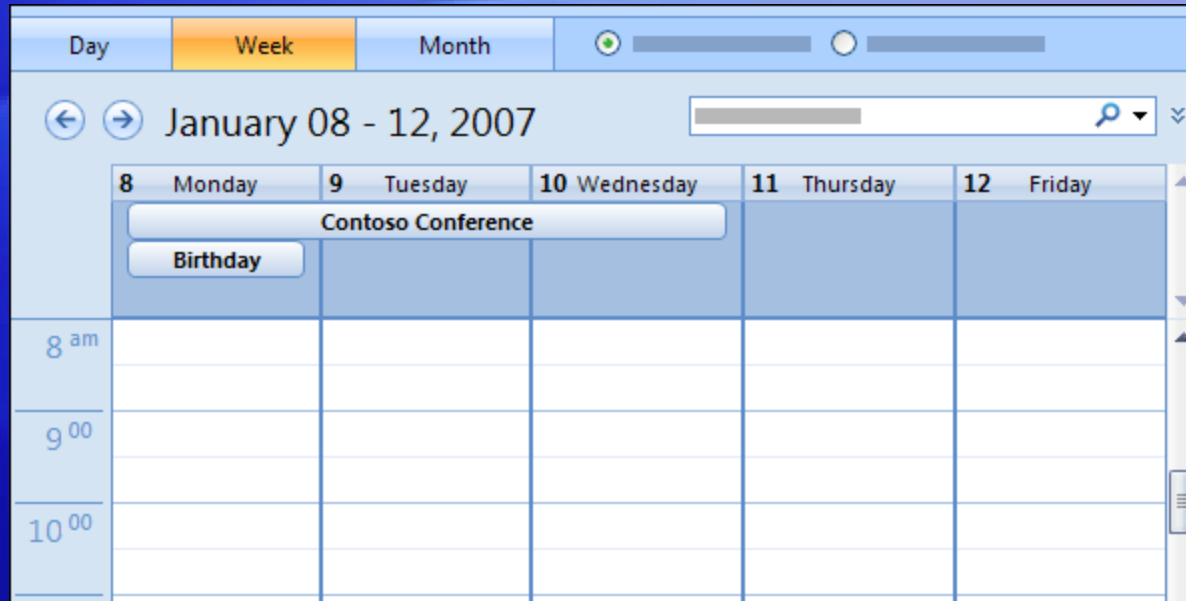 Day Week Month
January 08 - 12, 2007
8 Monday 9 Tuesday 10 Wednesday 11 Thursday 12 Friday
Contoso Conference
Birthday
8 am
9 00
10 00